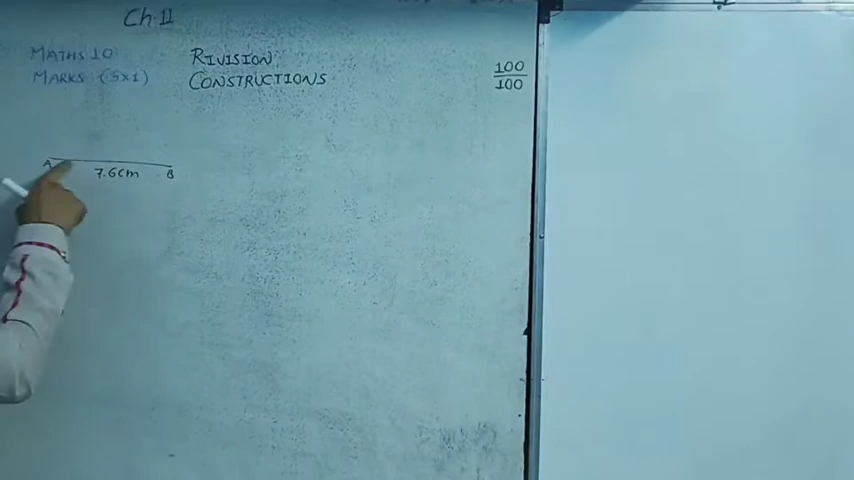 Ch 11
MATHS 10
MARKS (5x1)
RIVISION
CONSTRUCTIONS
100
100
A
7.6cm B